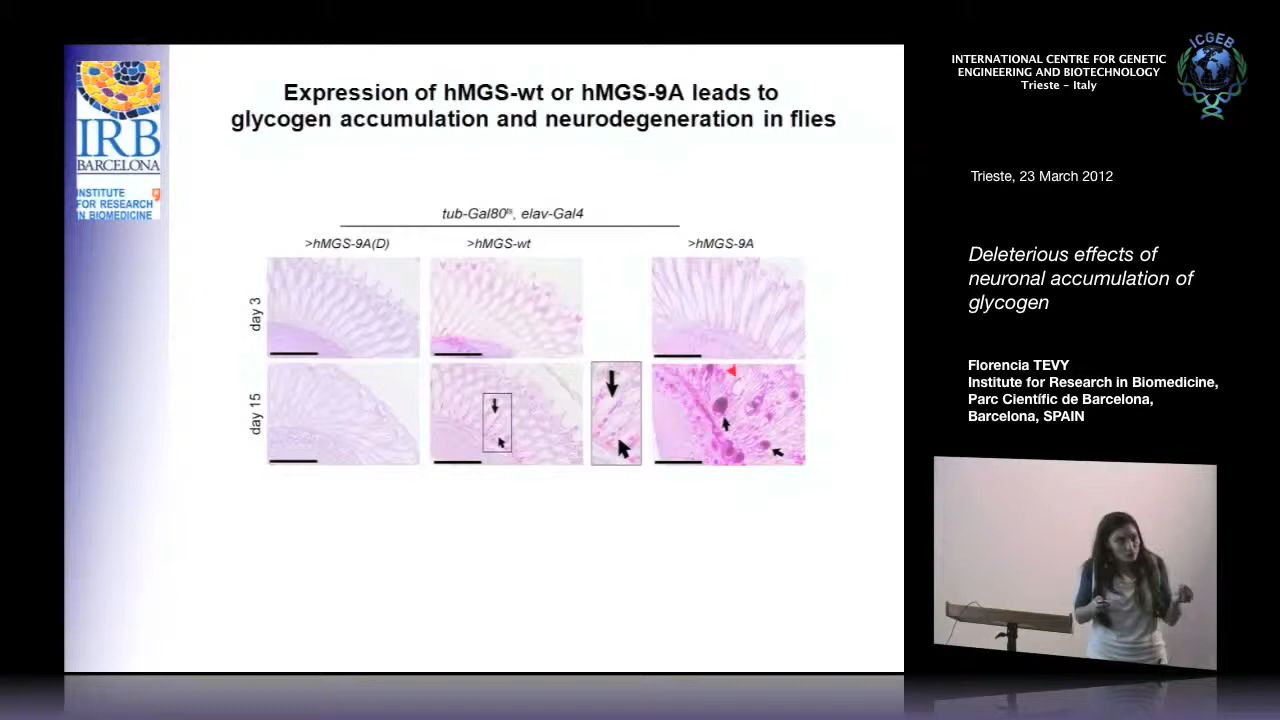 IRB
BARCELONA
INSTITUTE
FOR RESEARCH
IN BIOMEDICINE
Expression of hMGS-wt or hMGS-9A leads to
glycogen accumulation and neurodegeneration in flies
tub-Gal80ts, elav-Gal4
>hMGS-9A(D)
>hMGS-wt
>hMGS-9A
day 3
day 15
INTERNATIONAL CENTRE FOR GENETIC
ENGINEERING AND BIOTECHNOLOGY
Trieste - Italy
ICGEB
Trieste, 23 March 2012
Deleterious effects of
neuronal accumulation of
glycogen
Florencia TEVY
Institute for Research in Biomedicine,
Parc Científic de Barcelona,
Barcelona, SPAIN